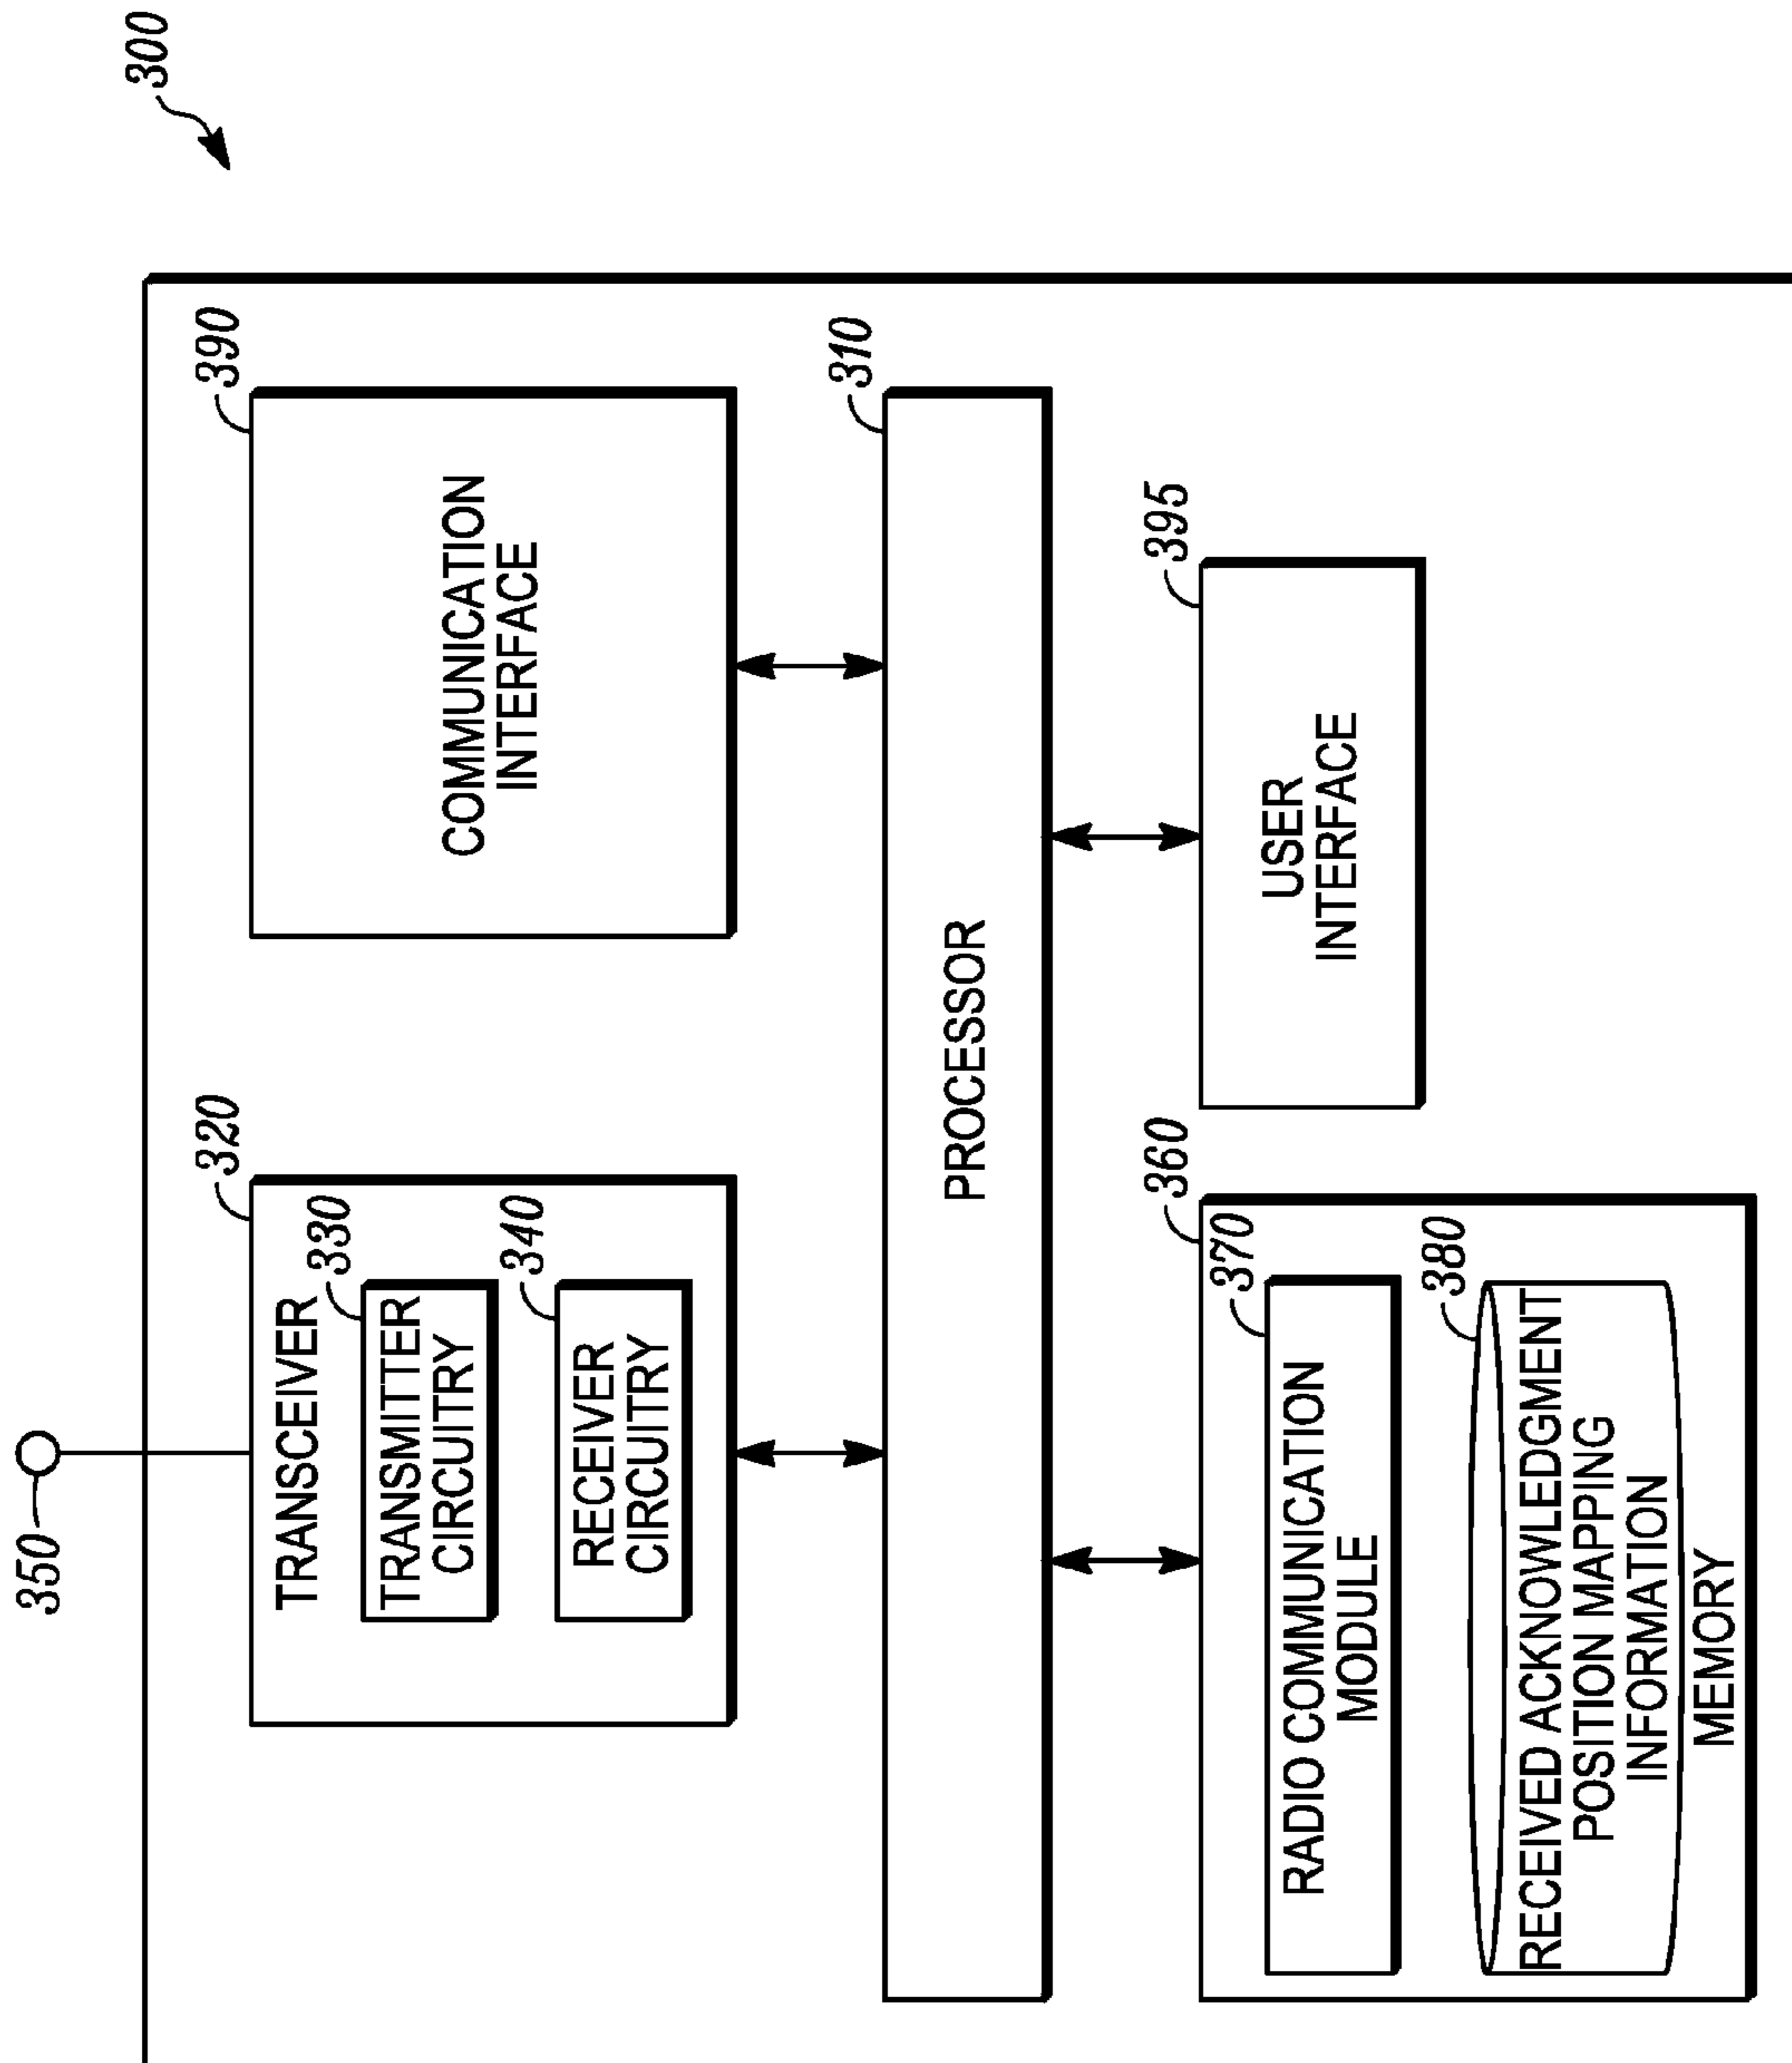 300
350
320
TRANSCEIVER
330
TRANSMITTER
CIRCUITRY
340
RECEIVER
CIRCUITRY
390
COMMUNICATION
INTERFACE
310
PROCESSOR
360
370
RADIO COMMUNICATION
MODULE
380
RECEIVED ACKNOWLEDGMENT
POSITION MAPPING
INFORMATION
MEMORY
395
USER
INTERFACE